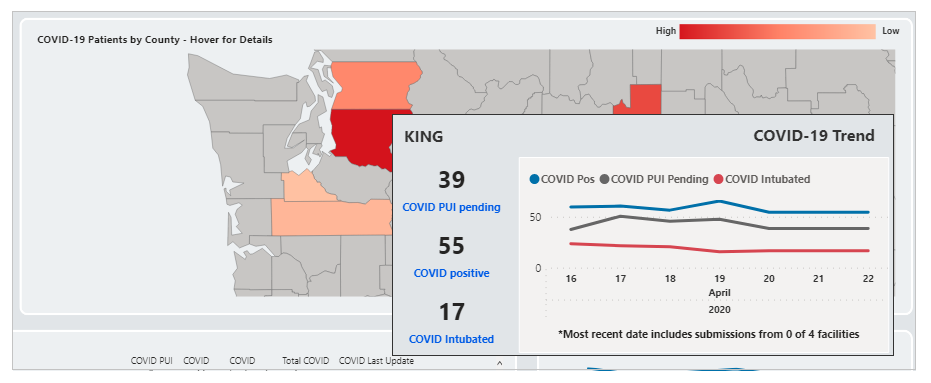 High Low
COVID-19 Patients by County - Hover for Details
KING
COVID-19 Trend
39
COVID PUI pending
55
COVID positive
17
COVID Intubated
COVID Pos COVID PUI Pending COVID Intubated
50
0
16 17 18 19 20 21 22
April
2020
*Most recent date includes submissions from 0 of 4 facilities
COVID PUI COVID COVID Total COVID COVID Last Update